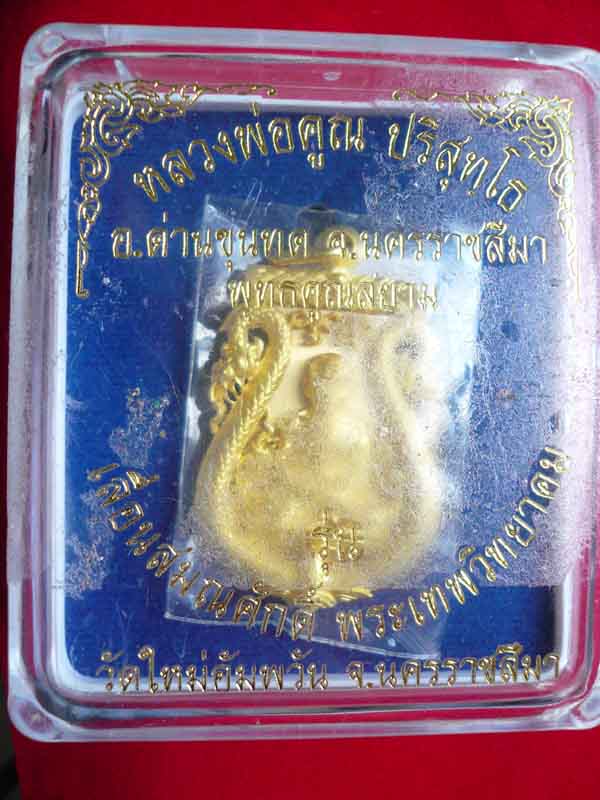 หลวงพ่อคูณ ปริสุทฺโธ
อ.ด่านขุนทด จ.นครราชสีมา
พุทธคุณสยาม
รุ่น
เลื่อนสมณศักดิ์ พระเทพวิทยาคม
วัดใหม่อัมพวัน จ.นครราชสีมา